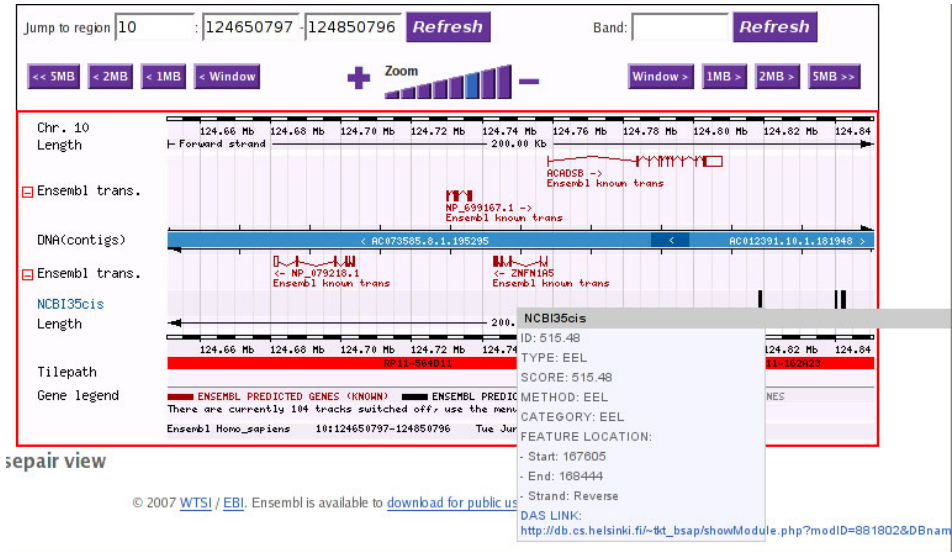 Jump to region 10 : 124650797 - 124850796 Refresh Band: Refresh
<< 5MB < 2MB < 1MB < Window + Zoom − Window > 1MB > 2MB > 5MB >>
Chr. 10 124.66 Mb 124.68 Mb 124.70 Mb 124.72 Mb 124.74 Mb 124.76 Mb 124.78 Mb 124.80 Mb 124.82 Mb 124.84
Length Forward strand 200.00 Kb
ACADSB ->
Ensembl known trans
Ensembl trans.
NP_699167.1 ->
Ensembl known trans
DNA(contigs) < AC073585.8.1.195295 < AC012391.10.1.181948 >
Ensembl trans. <- NP_079218.1 <- ZNFN1A5
Ensembl known trans Ensembl known trans
NCBI35cis
Length 200.
124.66 Mb 124.68 Mb 124.70 Mb 124.72 Mb 124.74 124.82 Mb 124.84
Tilepath RP11-564D11 11-162A23
Gene legend ENSEMBL PREDICTED GENES (KNOWN) ENSEMBL PREDIC NES
There are currently 104 tracks switched off, use the menu
Ensembl Homo_sapiens 10:124650797-124850796 Tue Jun
NCBI35cis
ID: 515.48
TYPE: EEL
SCORE: 515.48
METHOD: EEL
CATEGORY: EEL
FEATURE LOCATION:
- Start: 167605
- End: 168444
- Strand: Reverse
DAS LINK:
http://db.cs.helsinki.fi/~tkt_bsap/showModule.php?modID=881802&DBnam
sepair view
© 2007 WTSI / EBI. Ensembl is available to download for public us